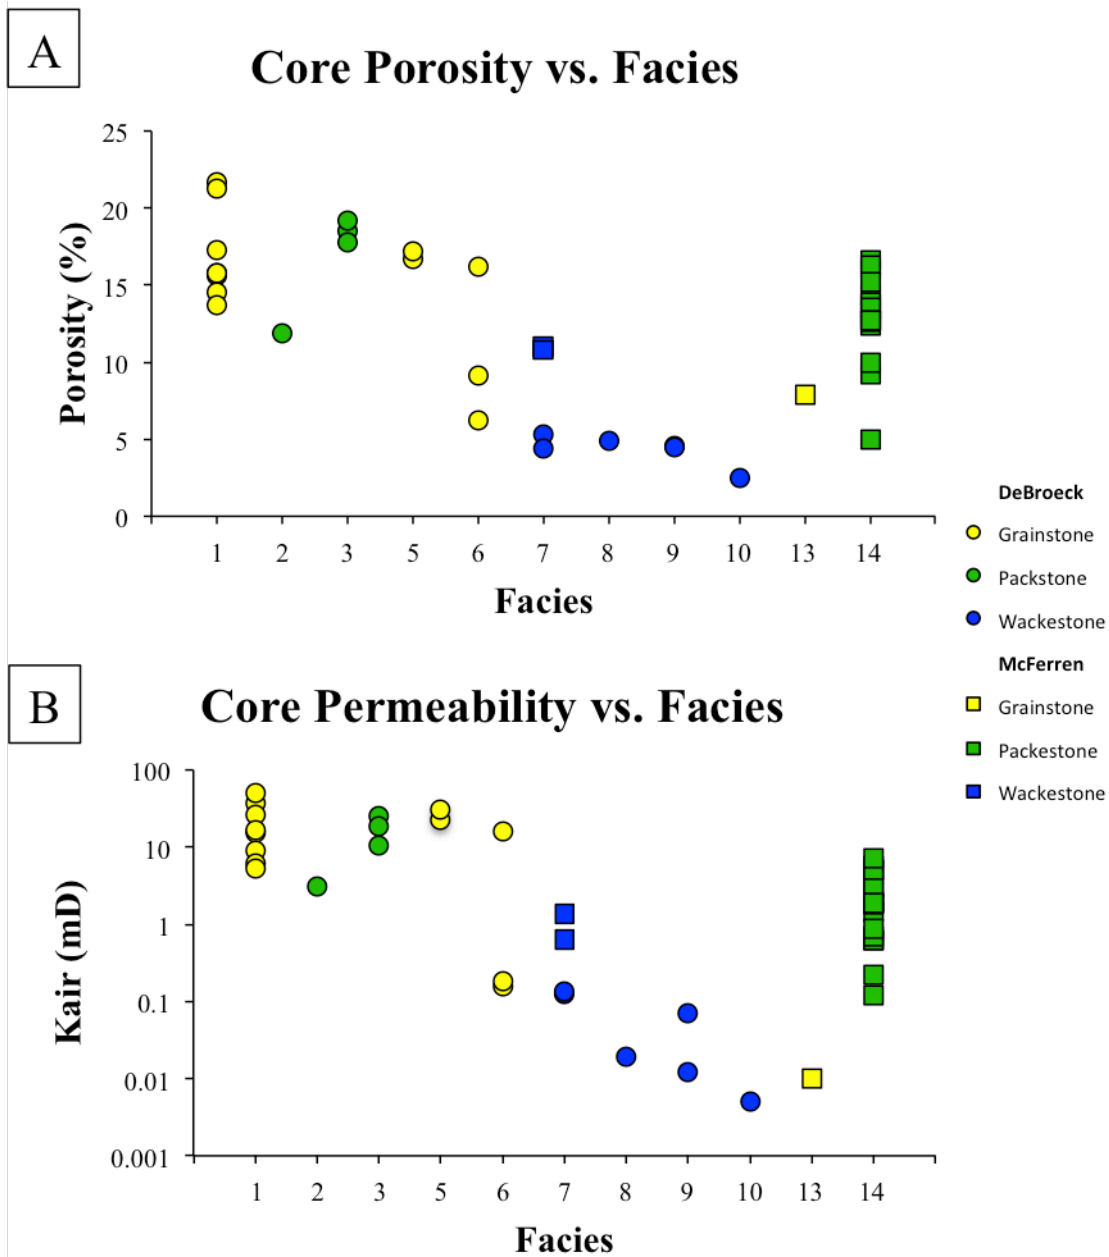 A
Core Porosity vs. Facies
25
20
15
10
5
0
Porosity (%)
1 2 3 5 6 7 8 9 10 13 14
Facies
DeBroeck
Grainstone
Packstone
Wackestone
McFerren
Grainstone
Packestone
Wackestone
B
Core Permeability vs. Facies
100
10
1
0.1
0.01
0.001
Kair (mD)
1 2 3 5 6 7 8 9 10 13 14
Facies